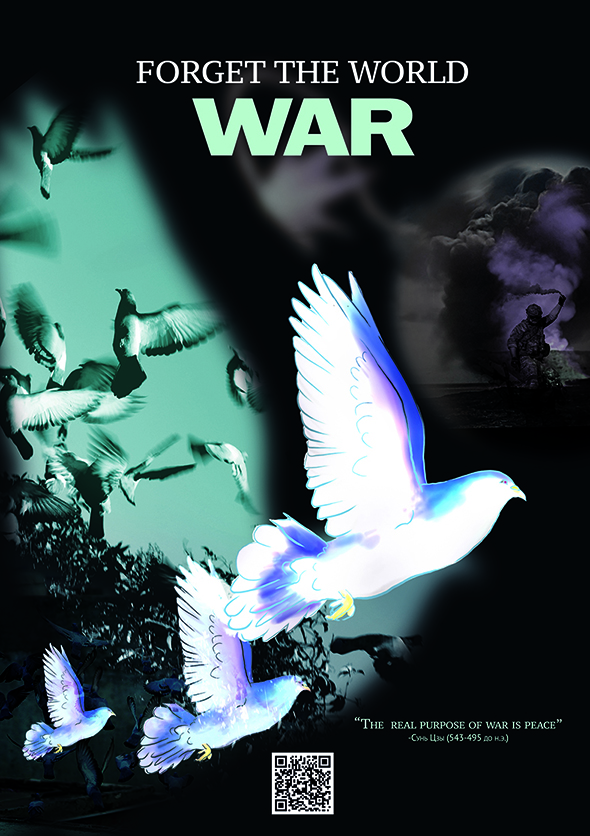 FORGET THE WORLD
WAR
“The real purpose of war is peace”
-Сунь Цзы (543-495 до н.э.)